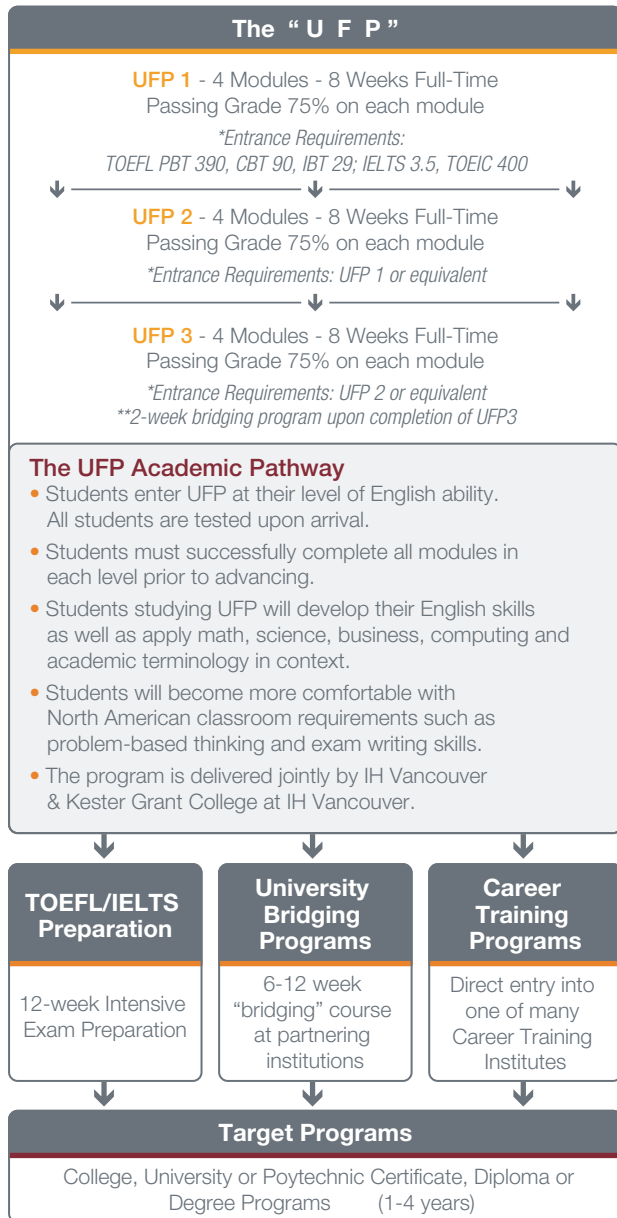 The “ U F P ”
UFP 1 - 4 Modules - 8 Weeks Full-Time
Passing Grade 75% on each module
*Entrance Requirements:
TOEFL PBT 390, CBT 90, IBT 29; IELTS 3.5, TOEIC 400
UFP 2 - 4 Modules - 8 Weeks Full-Time
Passing Grade 75% on each module
*Entrance Requirements: UFP 1 or equivalent
UFP 3 - 4 Modules - 8 Weeks Full-Time
Passing Grade 75% on each module
*Entrance Requirements: UFP 2 or equivalent
**2-week bridging program upon completion of UFP3
The UFP Academic Pathway
• Students enter UFP at their level of English ability.
All students are tested upon arrival.
• Students must successfully complete all modules in
each level prior to advancing.
• Students studying UFP will develop their English skills
as well as apply math, science, business, computing and
academic terminology in context.
• Students will become more comfortable with
North American classroom requirements such as
problem-based thinking and exam writing skills.
• The program is delivered jointly by IH Vancouver
& Kester Grant College at IH Vancouver.
TOEFL/IELTS
Preparation
12-week Intensive
Exam Preparation
University
Bridging
Programs
6-12 week
“bridging” course
at partnering
institutions
Career
Training
Programs
Direct entry into
one of many
Career Training
Institutes
Target Programs
College, University or Poytechnic Certificate, Diploma or
Degree Programs (1-4 years)